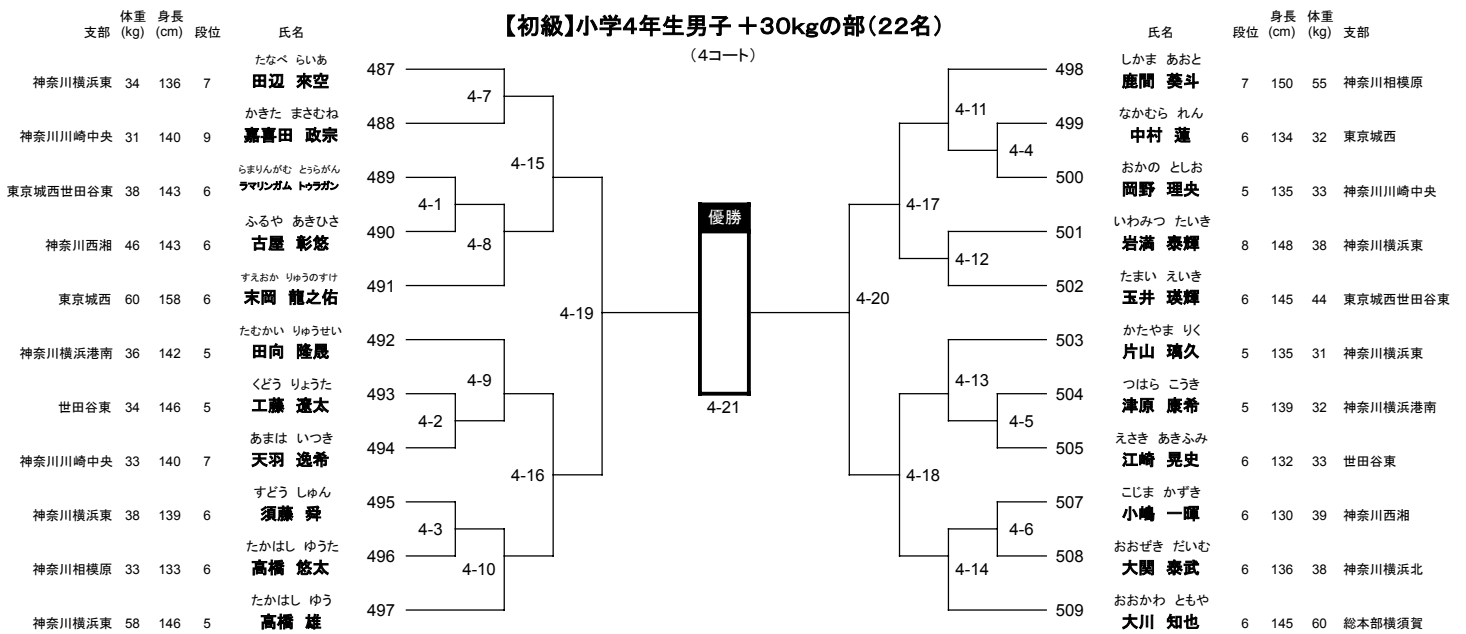 【初級】小学4年生男子 +30kgの部(22名)
(4コート)
支部 体重(kg) 身長(cm) 段位 氏名
たなべ らいあ
神奈川横浜東 34 136 7 田辺 來空 487
かきた まさむね
神奈川川崎中央 31 140 9 嘉喜田 政宗 488
らまりんがむ とぅらがん
東京城西世田谷東 38 143 6 ラマリンガム トゥラガン 489
ふるや あきひさ
神奈川西湘 46 143 6 古屋 彰悠 490
すえおか りゅうのすけ
東京城西 60 158 6 末岡 龍之佑 491
たむかい りゅうせい
神奈川横浜港南 36 142 5 田向 隆晟 492
くどう りょうた
世田谷東 34 146 5 工藤 遼太 493
あまは いつき
神奈川川崎中央 33 140 7 天羽 逸希 494
すどう しゅん
神奈川横浜東 38 139 6 須藤 舜 495
たかはし ゆうた
神奈川相模原 33 133 6 高橋 悠太 496
たかはし ゆう
神奈川横浜東 58 146 5 高橋 雄 497
4-7
4-15
4-1
4-8
4-19
4-9
4-2
4-16
4-3
4-10
優勝
4-21
4-11
4-4
4-17
4-12
4-20
4-13
4-5
4-18
4-6
4-14
氏名 段位 身長(cm) 体重(kg) 支部
しかま あおと
498 鹿間 葵斗 7 150 55 神奈川相模原
なかむら れん
499 中村 蓮 6 134 32 東京城西
おかの としお
500 岡野 理央 5 135 33 神奈川川崎中央
いわみつ たいき
501 岩満 泰輝 8 148 38 神奈川横浜東
たまい えいき
502 玉井 瑛輝 6 145 44 東京城西世田谷東
かたやま りく
503 片山 璃久 5 135 31 神奈川横浜東
つはら こうき
504 津原 康希 5 139 32 神奈川横浜港南
えさき あきふみ
505 江崎 晃史 6 132 33 世田谷東
こじま かずき
507 小嶋 一暉 6 130 39 神奈川西湘
おおぜき だいむ
508 大関 泰武 6 136 38 神奈川横浜北
おおかわ ともや
509 大川 知也 6 145 60 総本部横須賀